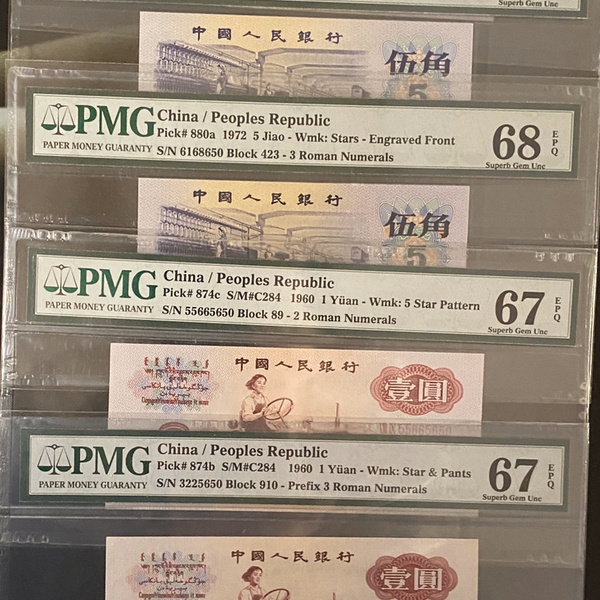 Superb Gem Unc
中國人民銀行
伍角
5
PMG
PAPER MONEY GUARANTY
China / Peoples Republic
Pick# 880a 1972 5 Jiao - Wmk: Stars - Engraved Front
S/N 6168650 Block 423 - 3 Roman Numerals
68 EPQ
Superb Gem Unc
中國人民銀行
伍角
5
PMG
PAPER MONEY GUARANTY
China / Peoples Republic
Pick# 874c S/M#C284 1960 1 Yüan - Wmk: 5 Star Pattern
S/N 55665650 Block 89 - 2 Roman Numerals
67 EPQ
Superb Gem Unc
中國人民銀行
壹圓
55665650
PMG
PAPER MONEY GUARANTY
China / Peoples Republic
Pick# 874b S/M#C284 1960 1 Yüan - Wmk: Star & Pants
S/N 3225650 Block 910 - Prefix 3 Roman Numerals
67 EPQ
Superb Gem Unc
中國人民銀行
壹圓